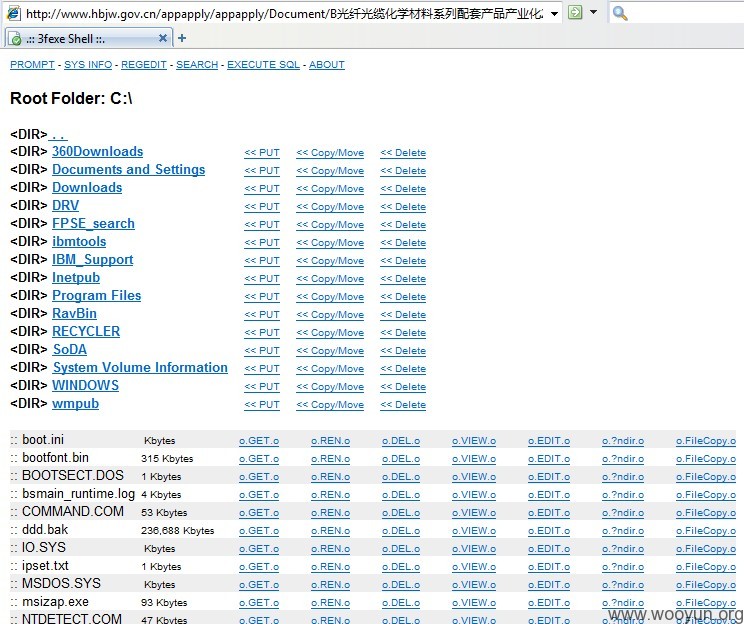 http://www.hbjw.gov.cn/appapply/appapply/Document/B光纤光缆化学材料系列配套产品产业化
.:: 3fexe Shell ::.
PROMPT - SYS INFO - REGEDIT - SEARCH - EXECUTE SQL - ABOUT
Root Folder: C:\
<DIR> . .
<DIR> 360Downloads << PUT << Copy/Move << Delete
<DIR> Documents and Settings << PUT << Copy/Move << Delete
<DIR> Downloads << PUT << Copy/Move << Delete
<DIR> DRV << PUT << Copy/Move << Delete
<DIR> FPSE_search << PUT << Copy/Move << Delete
<DIR> ibmtools << PUT << Copy/Move << Delete
<DIR> IBM_Support << PUT << Copy/Move << Delete
<DIR> Inetpub << PUT << Copy/Move << Delete
<DIR> Program Files << PUT << Copy/Move << Delete
<DIR> RavBin << PUT << Copy/Move << Delete
<DIR> RECYCLER << PUT << Copy/Move << Delete
<DIR> SoDA << PUT << Copy/Move << Delete
<DIR> System Volume Information << PUT << Copy/Move << Delete
<DIR> WINDOWS << PUT << Copy/Move << Delete
<DIR> wmpub << PUT << Copy/Move << Delete
:: boot.ini Kbytes o.GET.o o.REN.o o.DEL.o o.VIEW.o o.EDIT.o o.?ndir.o o.FileCopy.o
:: bootfont.bin 315 Kbytes o.GET.o o.REN.o o.DEL.o o.VIEW.o o.EDIT.o o.?ndir.o o.FileCopy.o
:: BOOTSECT.DOS 1 Kbytes o.GET.o o.REN.o o.DEL.o o.VIEW.o o.EDIT.o o.?ndir.o o.FileCopy.o
:: bsmain_runtime.log 4 Kbytes o.GET.o o.REN.o o.DEL.o o.VIEW.o o.EDIT.o o.?ndir.o o.FileCopy.o
:: COMMAND.COM 53 Kbytes o.GET.o o.REN.o o.DEL.o o.VIEW.o o.EDIT.o o.?ndir.o o.FileCopy.o
:: ddd.bak 236,688 Kbytes o.GET.o o.REN.o o.DEL.o o.VIEW.o o.EDIT.o o.?ndir.o o.FileCopy.o
:: IO.SYS Kbytes o.GET.o o.REN.o o.DEL.o o.VIEW.o o.EDIT.o o.?ndir.o o.FileCopy.o
:: ipset.txt 1 Kbytes o.GET.o o.REN.o o.DEL.o o.VIEW.o o.EDIT.o o.?ndir.o o.FileCopy.o
:: MSDOS.SYS Kbytes o.GET.o o.REN.o o.DEL.o o.VIEW.o o.EDIT.o o.?ndir.o o.FileCopy.o
:: msizap.exe 93 Kbytes o.GET.o o.REN.o o.DEL.o o.VIEW.o o.EDIT.o o.?ndir.o o.FileCopy.o
:: NTDETECT.COM 47 Kbytes o.GET.o o.REN.o o.DEL.o o.VIEW.o o.EDIT.o o.?ndir.o o.FileCopy.o
www.wooyun.org